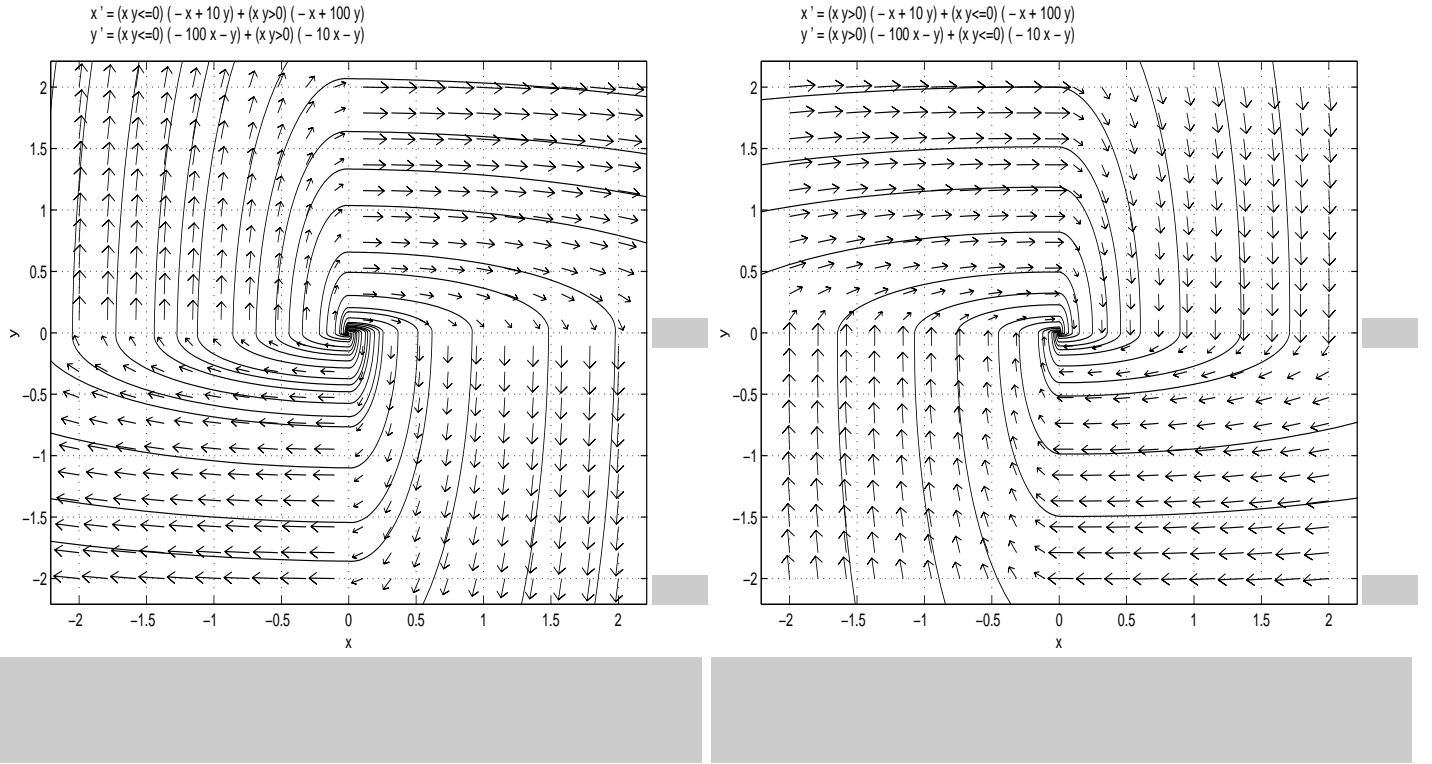 x ' = (x y<=0) ( − x + 10 y) + (x y>0) ( − x + 100 y)
y ' = (x y<=0) ( − 100 x − y) + (x y>0) ( − 10 x − y)
2
1.5
1
0.5
0
−0.5
−1
−1.5
−2
y
−2 −1.5 −1 −0.5 0 0.5 1 1.5 2
x
x ' = (x y>0) ( − x + 10 y) + (x y<=0) ( − x + 100 y)
y ' = (x y>0) ( − 100 x − y) + (x y<=0) ( − 10 x − y)
2
1.5
1
0.5
0
−0.5
−1
−1.5
−2
y
−2 −1.5 −1 −0.5 0 0.5 1 1.5 2
x